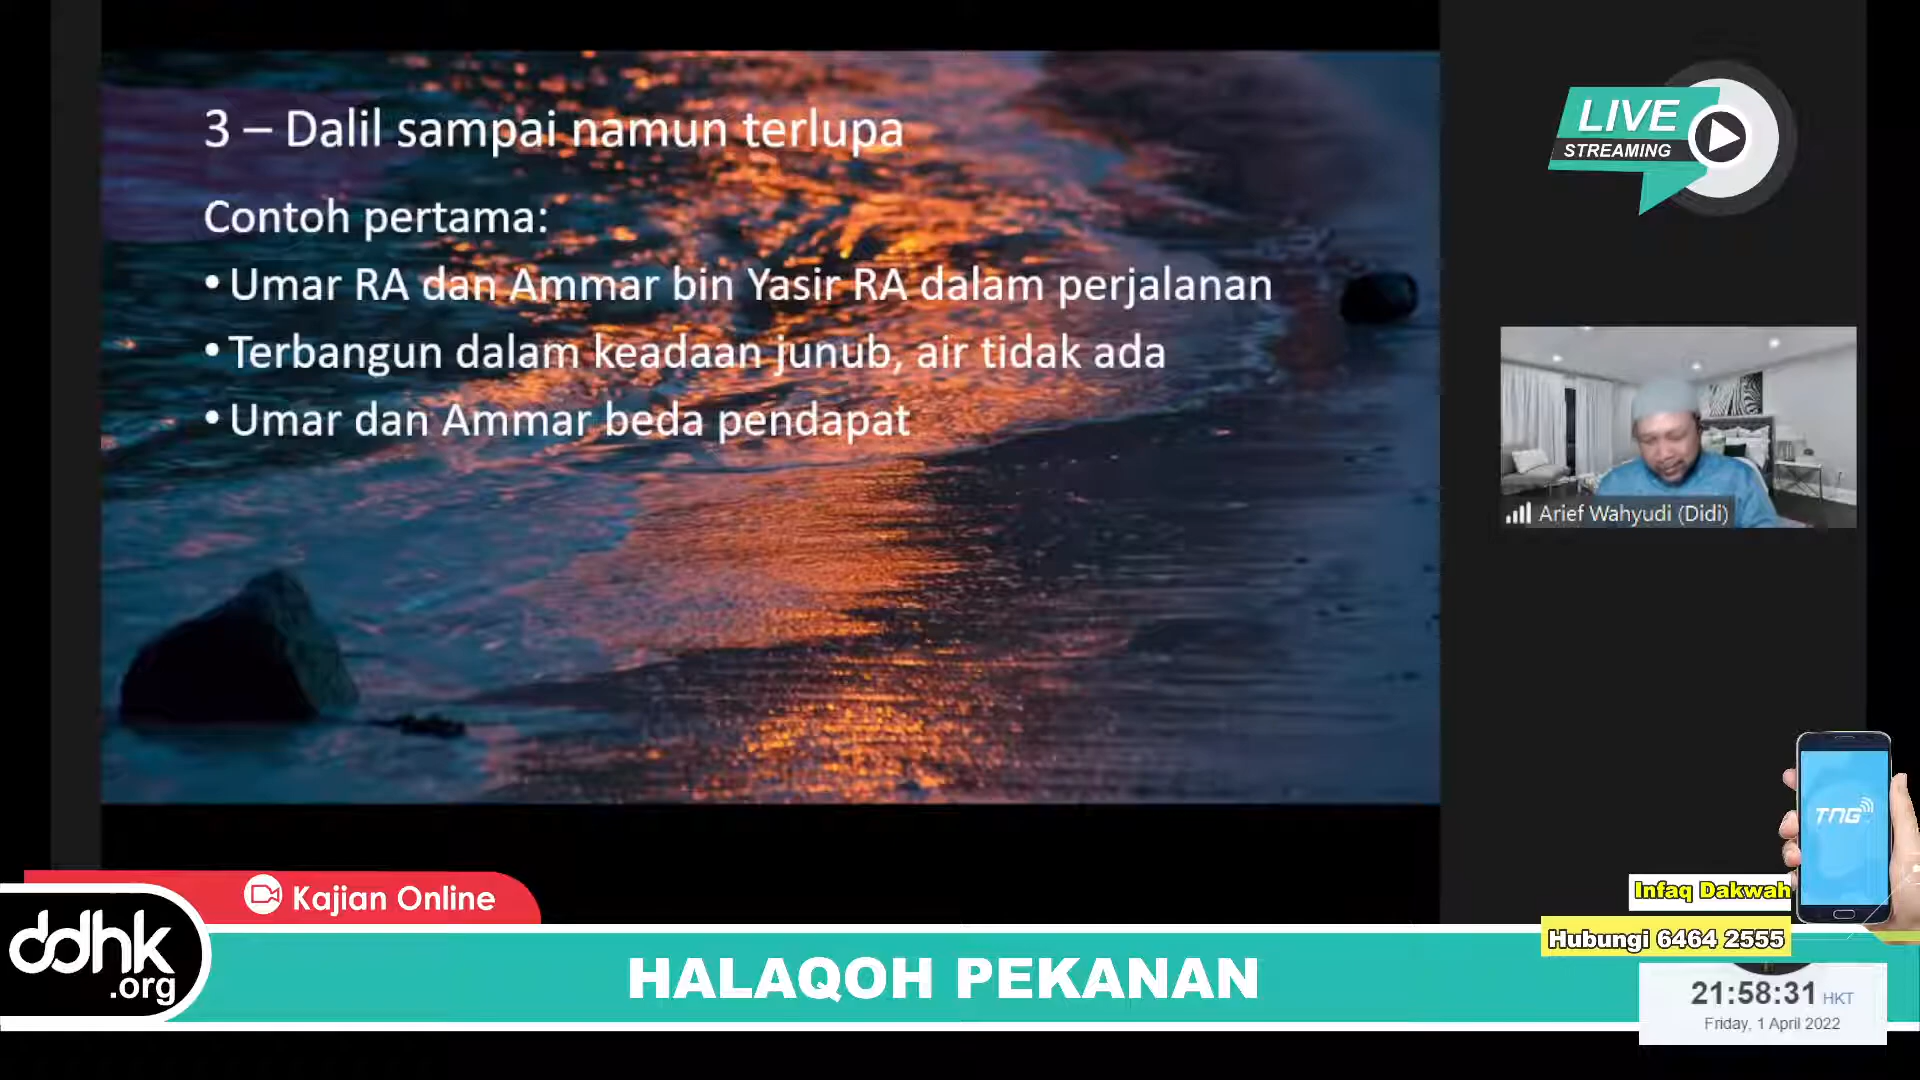 3 – Dalil sampai namun terlupa
Contoh pertama:
• Umar RA dan Ammar bin Yasir RA dalam perjalanan
• Terbangun dalam keadaan junub, air tidak ada
• Umar dan Ammar beda pendapat
LIVE
STREAMING
Arief Wahyudi (Didi)
TNG
Infaq Dakwah
Hubungi 6464 2555
Kajian Online
ddhk
.org
HALAQOH PEKANAN
21:58:31 HKT
Friday, 1 April 2022